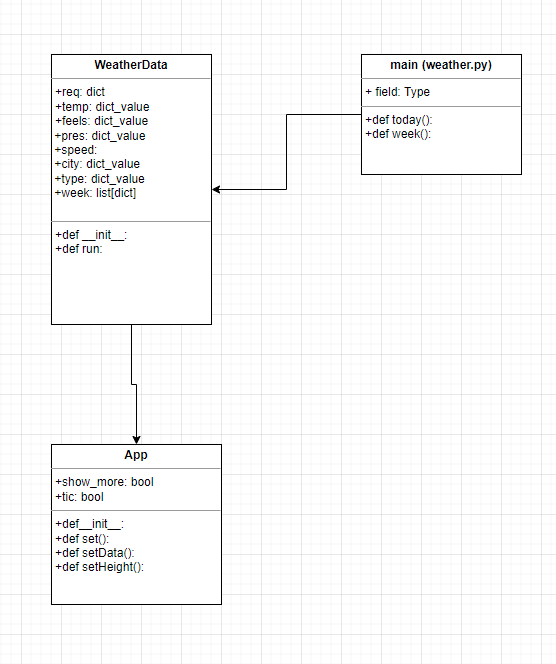 WeatherData
+req: dict
+temp: dict_value
+feels: dict_value
+pres: dict_value
+speed:
+city: dict_value
+type: dict_value
+week: list[dict]
+def __init__:
+def run:
main (weather.py)
+ field: Type
+def today():
+def week():
App
+show_more: bool
+tic: bool
+def__init__:
+def set():
+def setData():
+def setHeight():